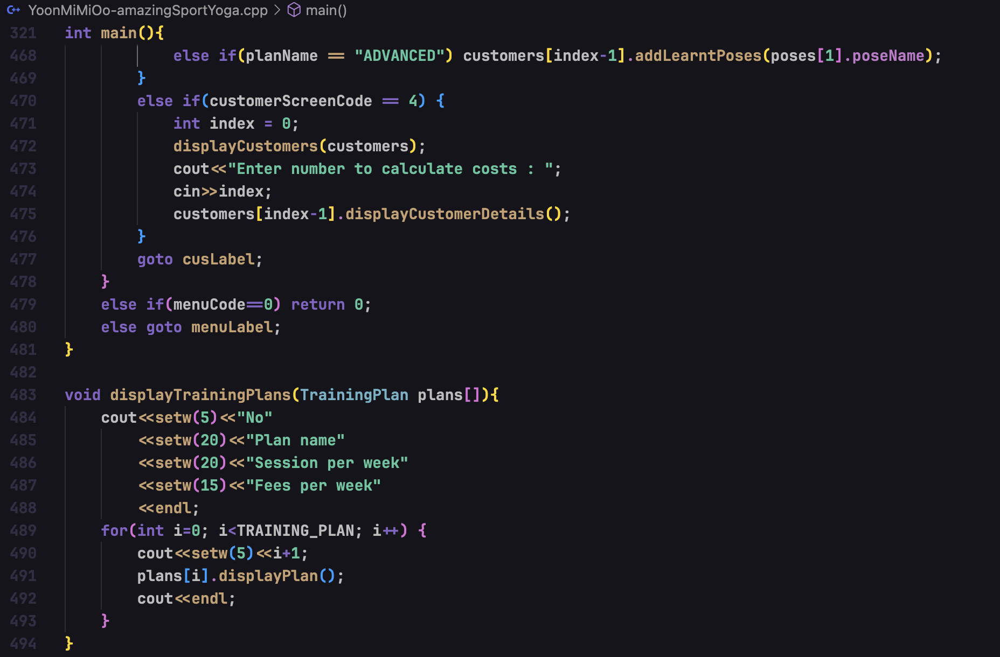 YoonMiMiOo-amazingSportYoga.cpp > main()
321 int main(){
468 else if(planName == "ADVANCED") customers[index-1].addLearntPoses(poses[1].poseName);
469 }
470 else if(customerScreenCode == 4) {
471 int index = 0;
472 displayCustomers(customers);
473 cout<<"Enter number to calculate costs : ";
474 cin>>index;
475 customers[index-1].displayCustomerDetails();
476 }
477 goto cusLabel;
478 }
479 else if(menuCode==0) return 0;
480 else goto menuLabel;
481 }
482
483 void displayTrainingPlans(TrainingPlan plans[]){
484 cout<<setw(5)<<"No"
485 <<setw(20)<<"Plan name"
486 <<setw(20)<<"Session per week"
487 <<setw(15)<<"Fees per week"
488 <<endl;
489 for(int i=0; i<TRAINING_PLAN; i++) {
490 cout<<setw(5)<<i+1;
491 plans[i].displayPlan();
492 cout<<endl;
493 }
494 }